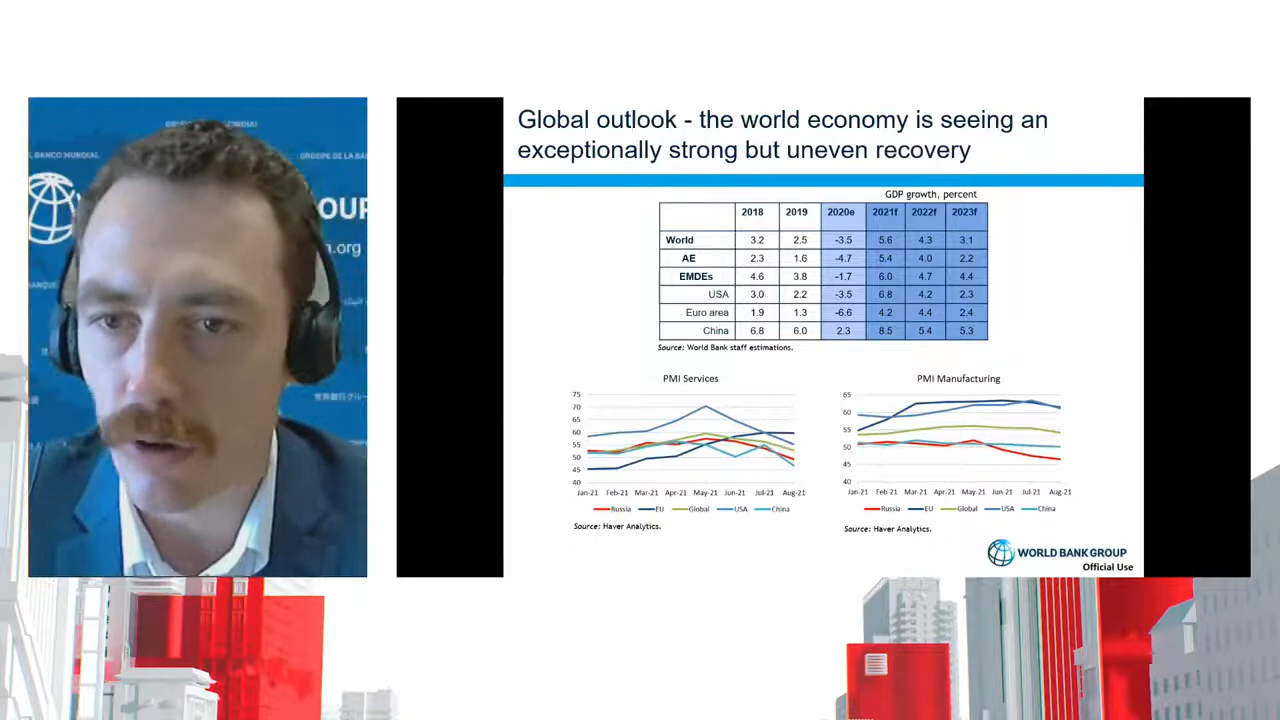 EL BANCO MUNDIAL
GROUPE DE LA BA
OUP
n.org
Global outlook - the world economy is seeing an
exceptionally strong but uneven recovery
GDP growth, percent
2018 2019 2020e 2021f 2022f 2023f
World 3.2 2.5 -3.5 5.6 4.3 3.1
AE 2.3 1.6 -4.7 5.4 4.0 2.2
EMDEs 4.6 3.8 -1.7 6.0 4.7 4.4
USA 3.0 2.2 -3.5 6.8 4.2 2.3
Euro area 1.9 1.3 -6.6 4.2 4.4 2.4
China 6.8 6.0 2.3 8.5 5.4 5.3
Source: World Bank staff estimations.
PMI Services
75
70
65
60
55
50
45
40
Jan-21 Feb-21 Mar-21 Apr-21 May-21 Jun-21 Jul-21 Aug-21
Russia EU Global USA China
Source: Haver Analytics.
PMI Manufacturing
65
60
55
50
45
40
Jan-21 Feb-21 Mar-21 Apr-21 May-21 Jun-21 Jul-21 Aug-21
Russia EU Global USA China
Source: Haver Analytics.
WORLD BANK GROUP
Official Use